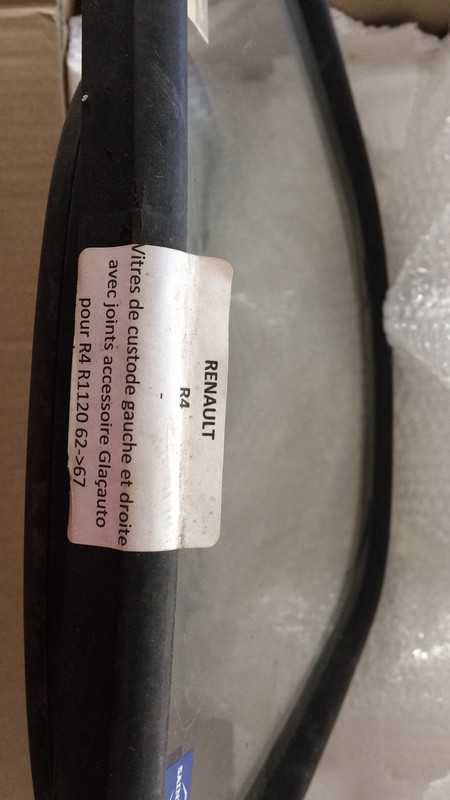 RENAULT
R4
-
Vitres de custode gauche et droite
avec joints accessoire Glaçauto
pour R4 R1120 62->67